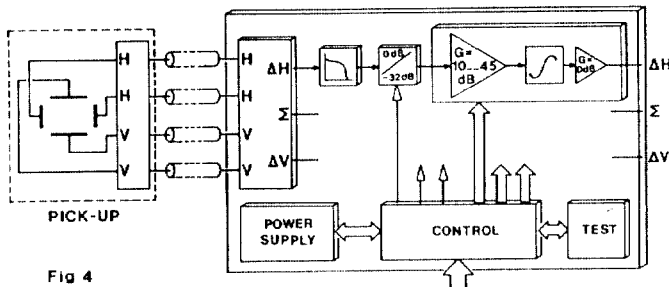 H
H
V
V
PICK-UP
H
H
V
V
ΔH
Σ
ΔV
0dB
-32dB
G=
10...45
dB
G=
0dB
ΔH
Σ
ΔV
POWER
SUPPLY
CONTROL
TEST
Fig 4